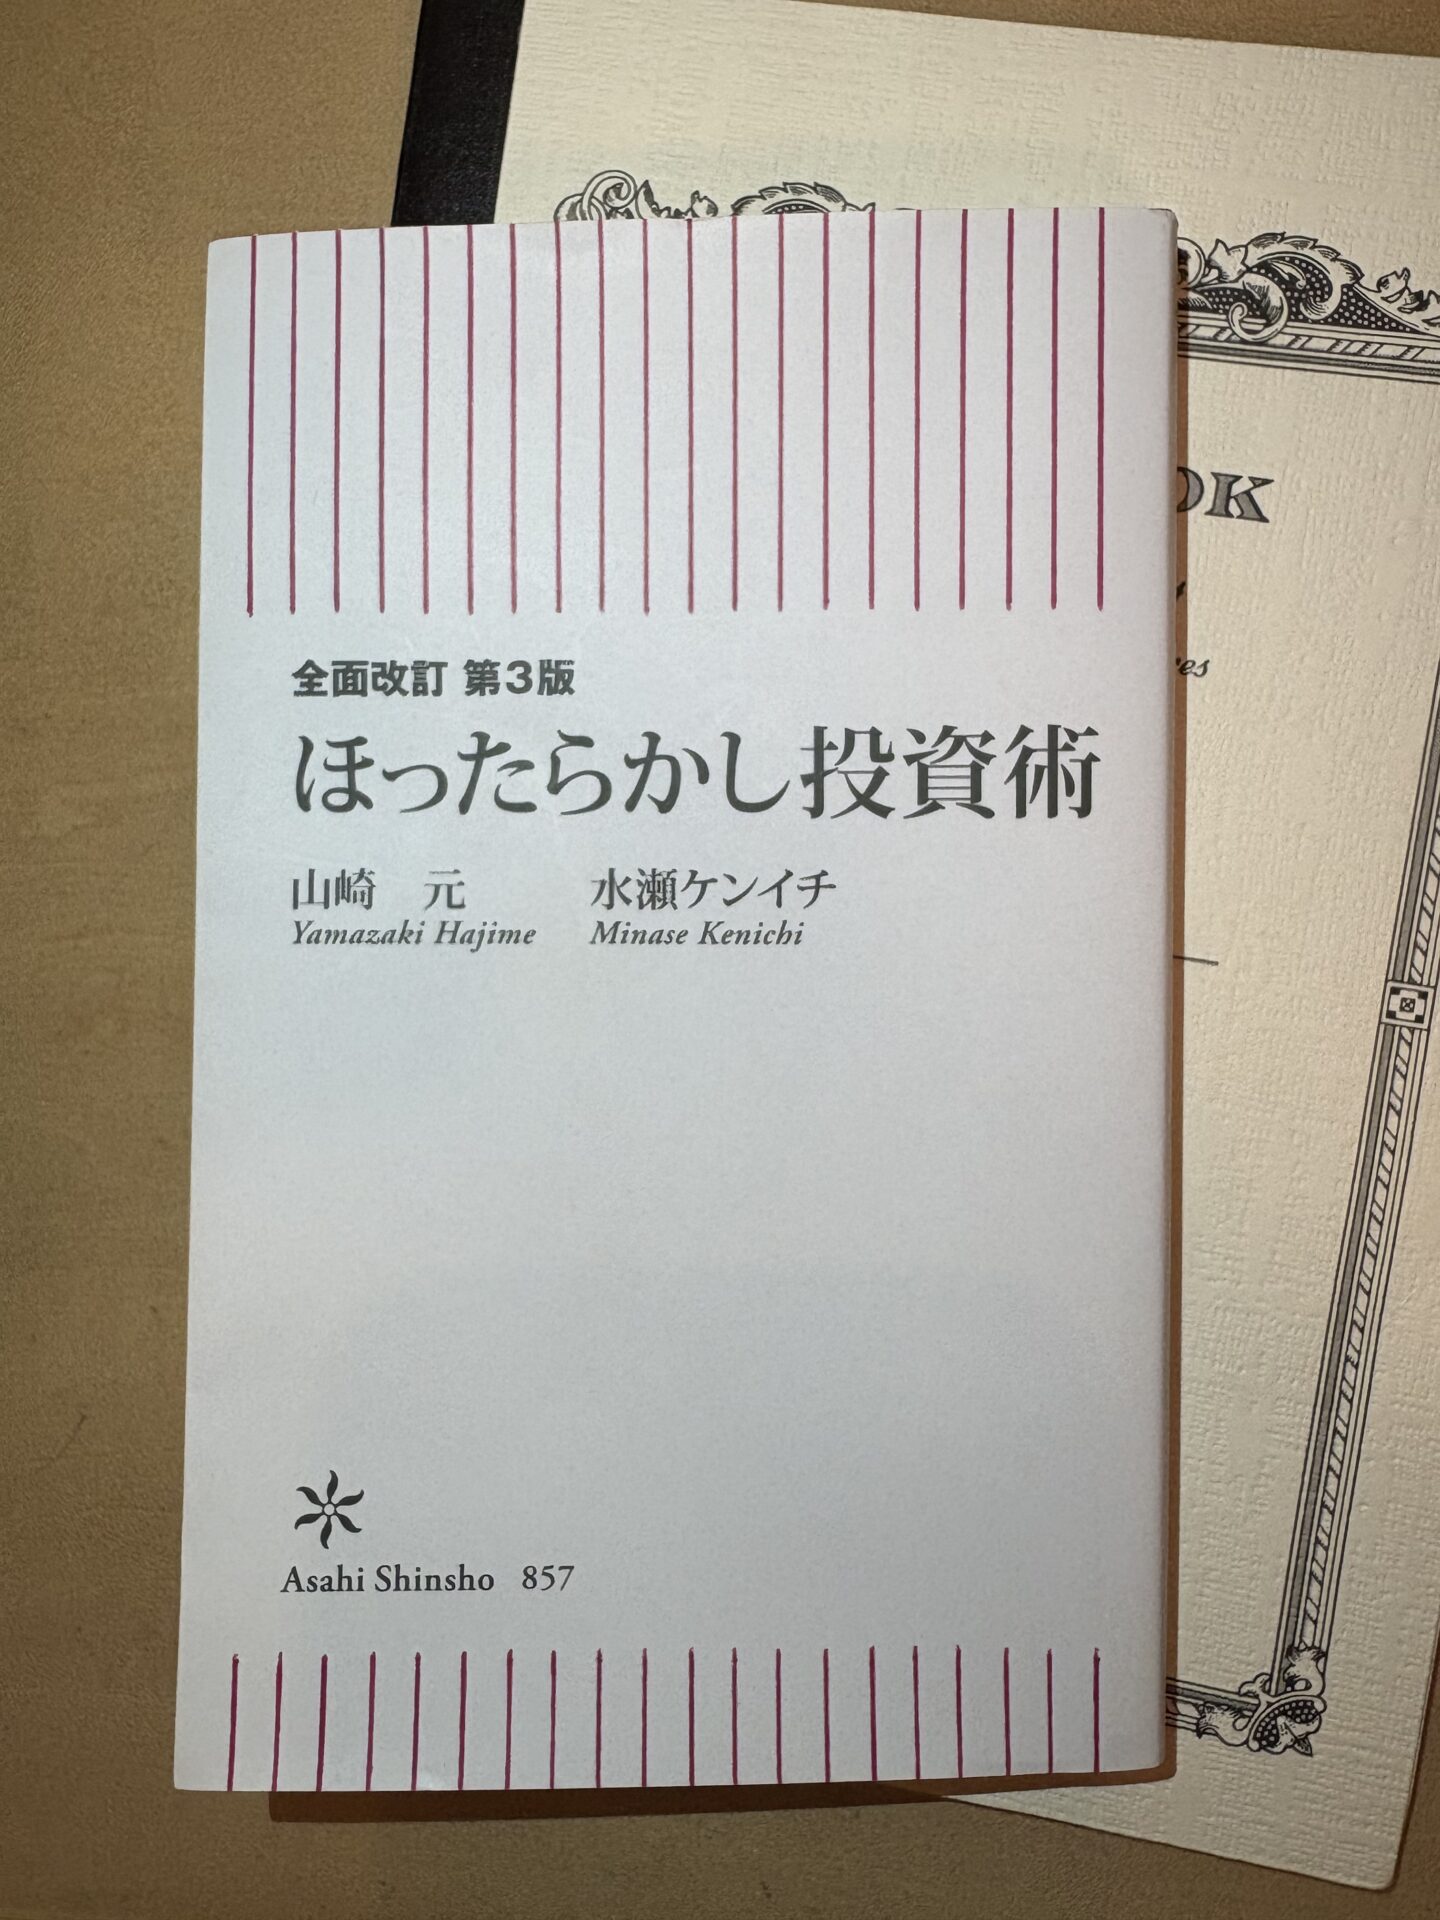 全面改訂 第3版
ほったらかし投資術
山崎 元 水瀬ケンイチ
Yamazaki Hajime Minase Kenichi
Asahi Shinsho 857